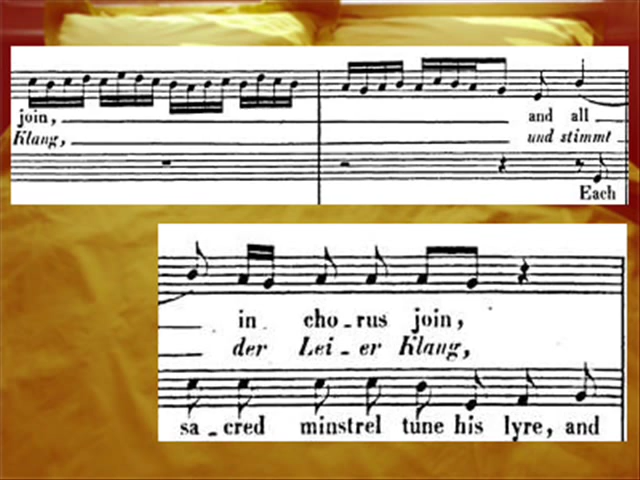 join, and all
Klang, und stimmt
Each
in cho-rus join,
der Lei-er Klang,
sa-cred minstrel tune his lyre, and